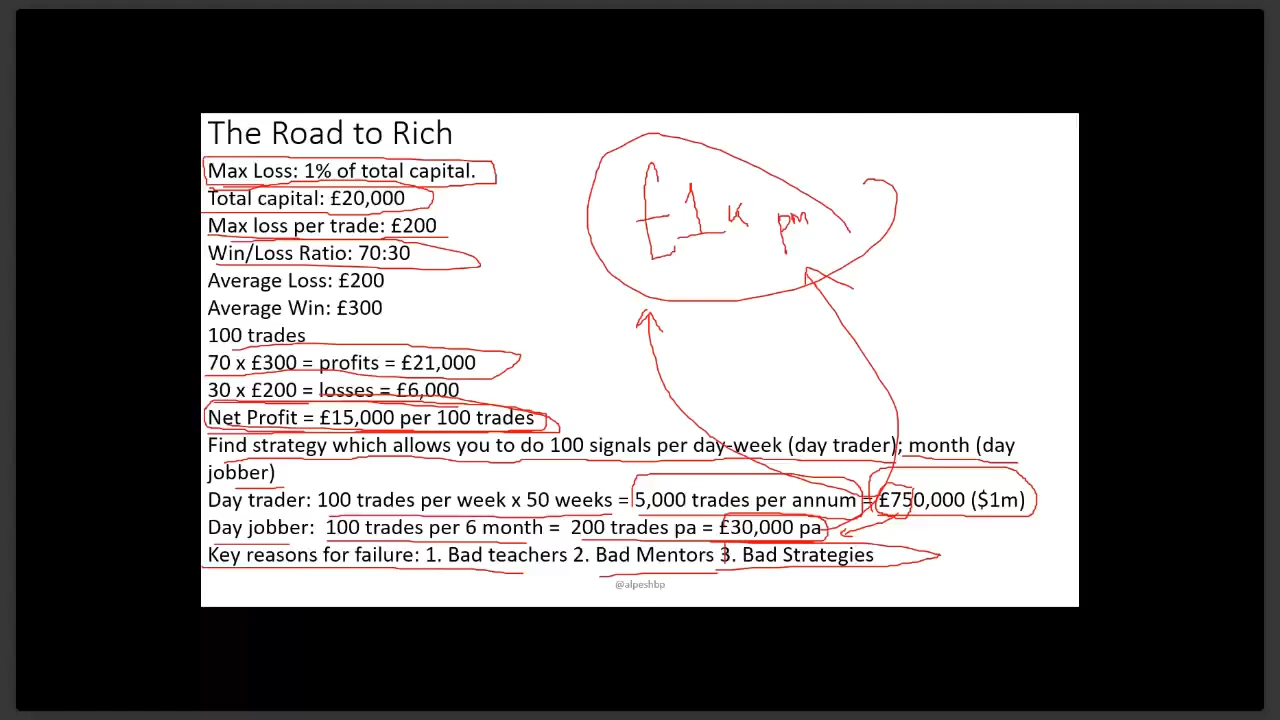 The Road to Rich
Max Loss: 1% of total capital.
Total capital: £20,000
Max loss per trade: £200
Win/Loss Ratio: 70:30
Average Loss: £200
Average Win: £300
100 trades
70 x £300 = profits = £21,000
30 x £200 = losses = £6,000
Net Profit = £15,000 per 100 trades
Find strategy which allows you to do 100 signals per day-week (day trader); month (day
jobber)
Day trader: 100 trades per week x 50 weeks = 5,000 trades per annum = £750,000 ($1m)
Day jobber: 100 trades per 6 month = 200 trades pa = £30,000 pa
Key reasons for failure: 1. Bad teachers 2. Bad Mentors 3. Bad Strategies
@alpeshbp
£1K pm